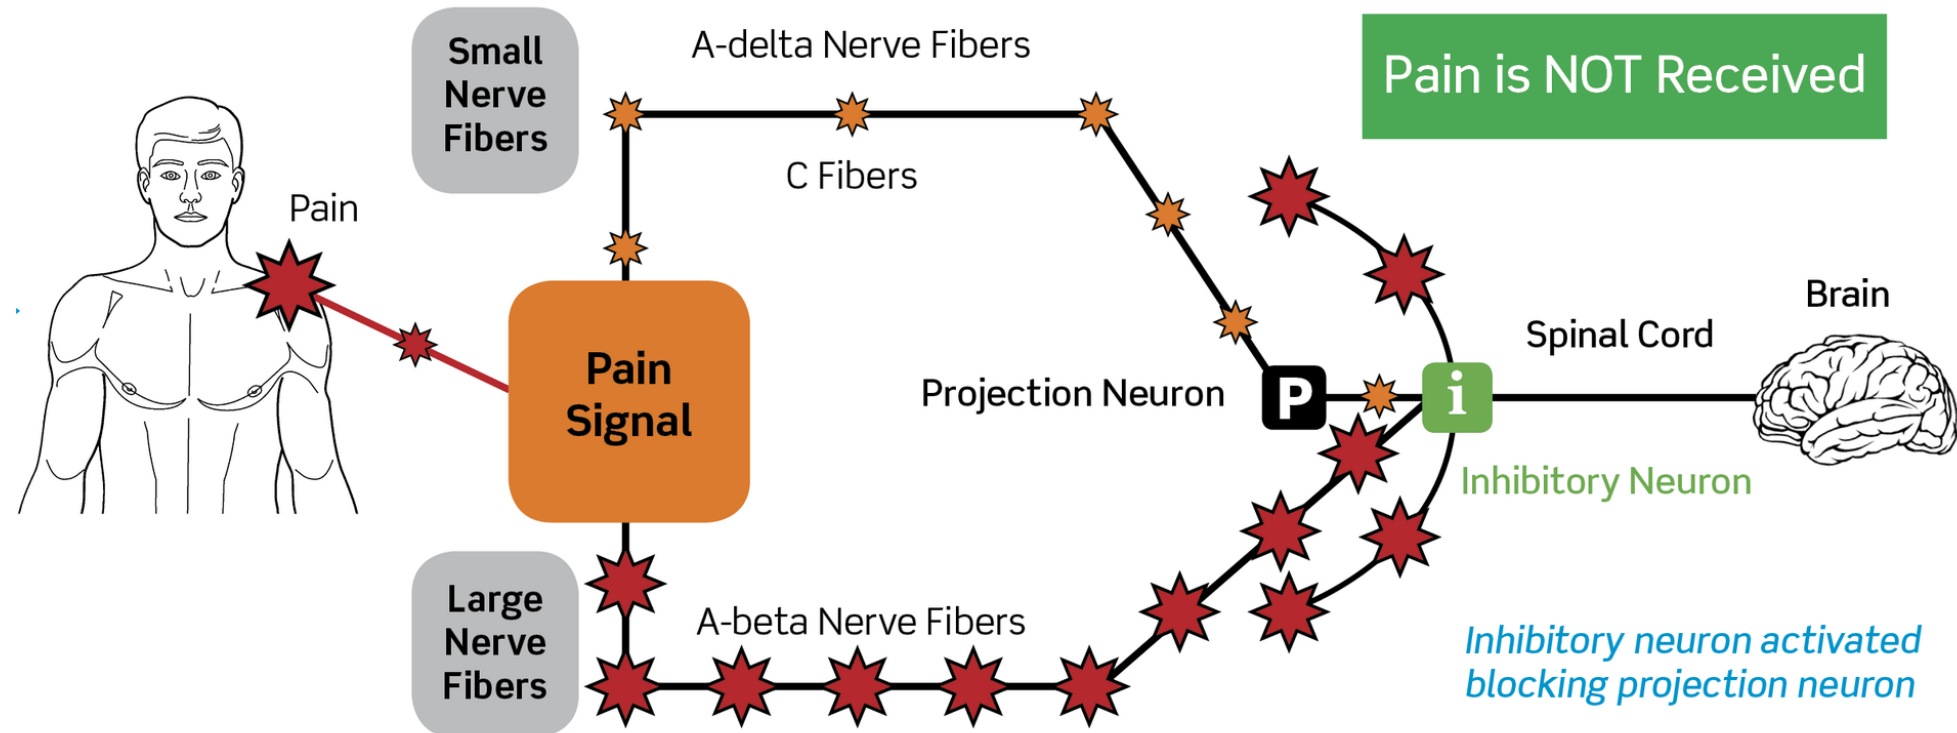 Small
Nerve
Fibers
A-delta Nerve Fibers
C Fibers
Pain is NOT Received
Pain
Pain
Signal
Projection Neuron
P
i
Spinal Cord
Brain
Inhibitory Neuron
Large
Nerve
Fibers
A-beta Nerve Fibers
Inhibitory neuron activated
blocking projection neuron